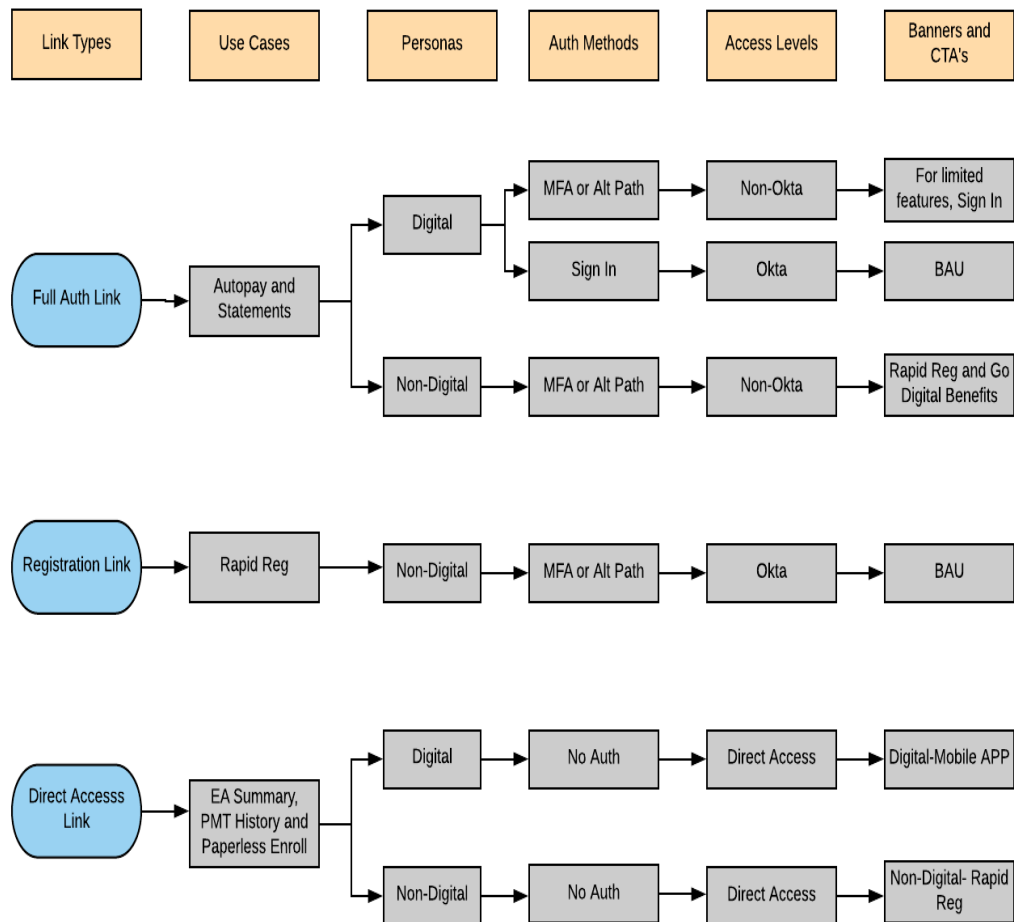 Link Types
Use Cases
Personas
Auth Methods
Access Levels
Banners and
CTA's
Full Auth Link
Autopay and
Statements
Digital
MFA or Alt Path
Non-Okta
For limited
features, Sign In
Sign In
Okta
BAU
Non-Digital
MFA or Alt Path
Non-Okta
Rapid Reg and Go
Digital Benefits
Registration Link
Rapid Reg
Non-Digital
MFA or Alt Path
Okta
BAU
Direct Accesss
Link
EA Summary,
PMT History and
Paperless Enroll
Digital
No Auth
Direct Access
Digital-Mobile APP
Non-Digital
No Auth
Direct Access
Non-Digital- Rapid
Reg